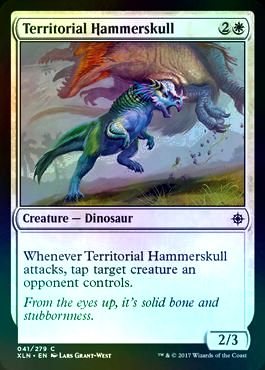 Territorial Hammerskull 2
Creature — Dinosaur
Whenever Territorial Hammerskull
attacks, tap target creature an
opponent controls.
From the eyes up, it's solid bone and
stubbornness.
2/3
041/279 C
XLN • EN Lars Grant-West
™ & © 2017 Wizards of the Coast